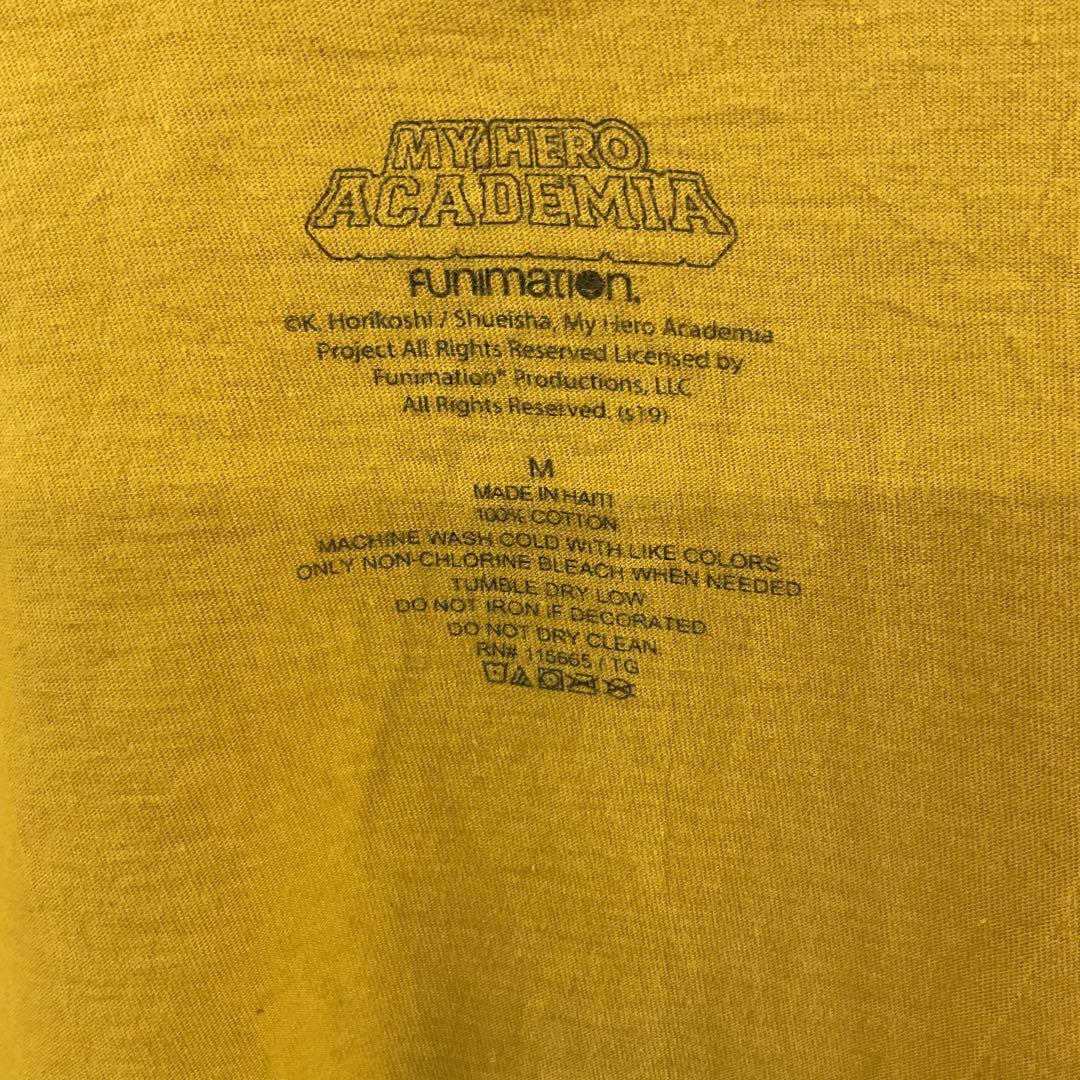 MY HERO
ACADEMIA
FUNIMATION.
©K. Horikoshi / Shueisha, My Hero Academia
Project All Rights Reserved Licensed by
Funimation® Productions, LLC
All Rights Reserved. (s19)
M
MADE IN HAITI
100% COTTON
MACHINE WASH COLD WITH LIKE COLORS
ONLY NON-CHLORINE BLEACH WHEN NEEDED
TUMBLE DRY LOW
DO NOT IRON IF DECORATED
DO NOT DRY CLEAN.
RN# 115665 / TG